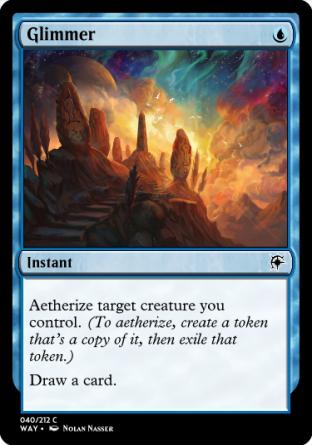 Glimmer
Instant
Aetherize target creature you
control. (To aetherize, create a token
that's a copy of it, then exile that
token.)
Draw a card.
040/212 C
WAY • Nolan Nasser